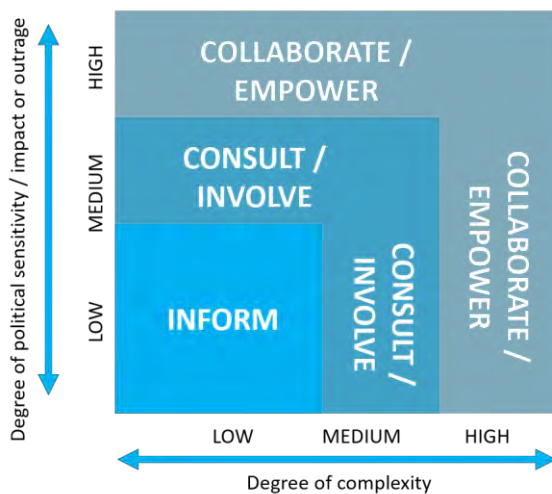 Degree of political sensitivity / impact or outrage
HIGH
MEDIUM
LOW
COLLABORATE /
EMPOWER
CONSULT /
INVOLVE
INFORM
CONSULT /
INVOLVE
COLLABORATE /
EMPOWER
LOW
MEDIUM
HIGH
Degree of complexity